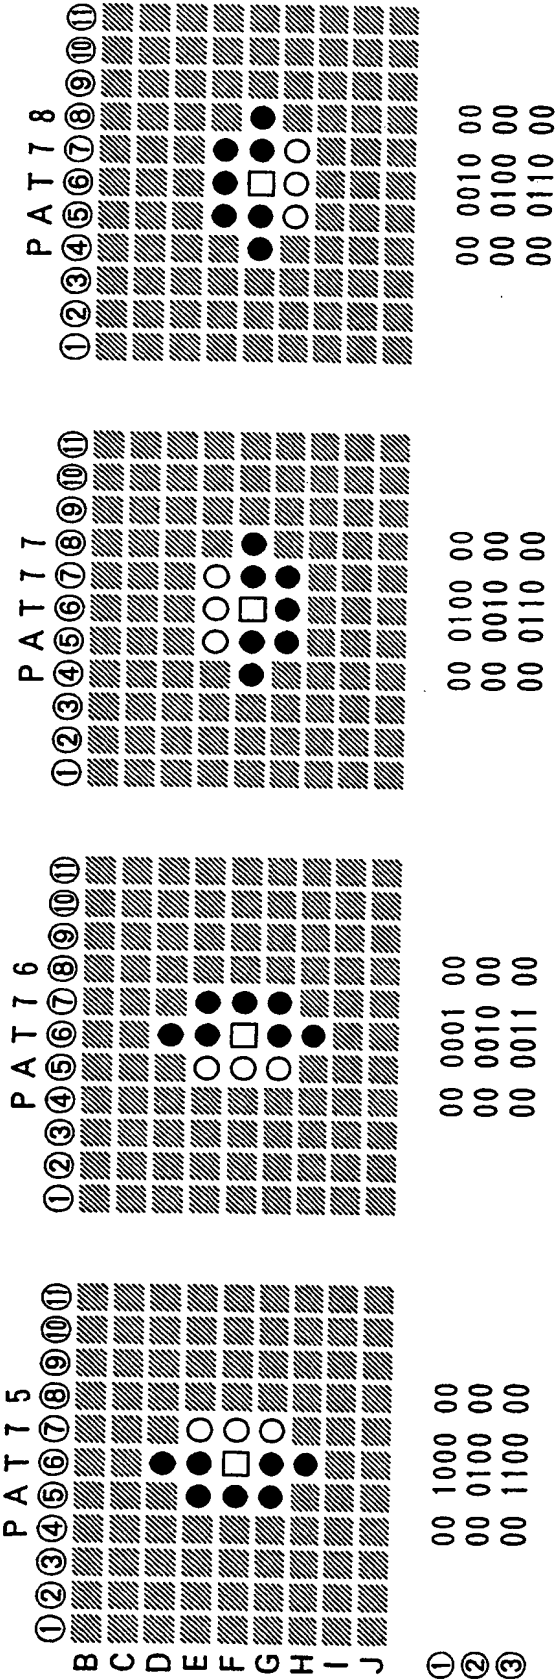 PAT75
①②③④⑤⑥⑦⑧⑨⑩⑪
B
C
D
E
F
G
H
I
J
① 00 1000 00
② 00 0100 00
③ 00 1100 00
PAT76
①②③④⑤⑥⑦⑧⑨⑩⑪
00 0001 00
00 0010 00
00 0011 00
PAT77
①②③④⑤⑥⑦⑧⑨⑩⑪
00 0100 00
00 0010 00
00 0110 00
PAT78
①②③④⑤⑥⑦⑧⑨⑩⑪
00 0010 00
00 0100 00
00 0110 00